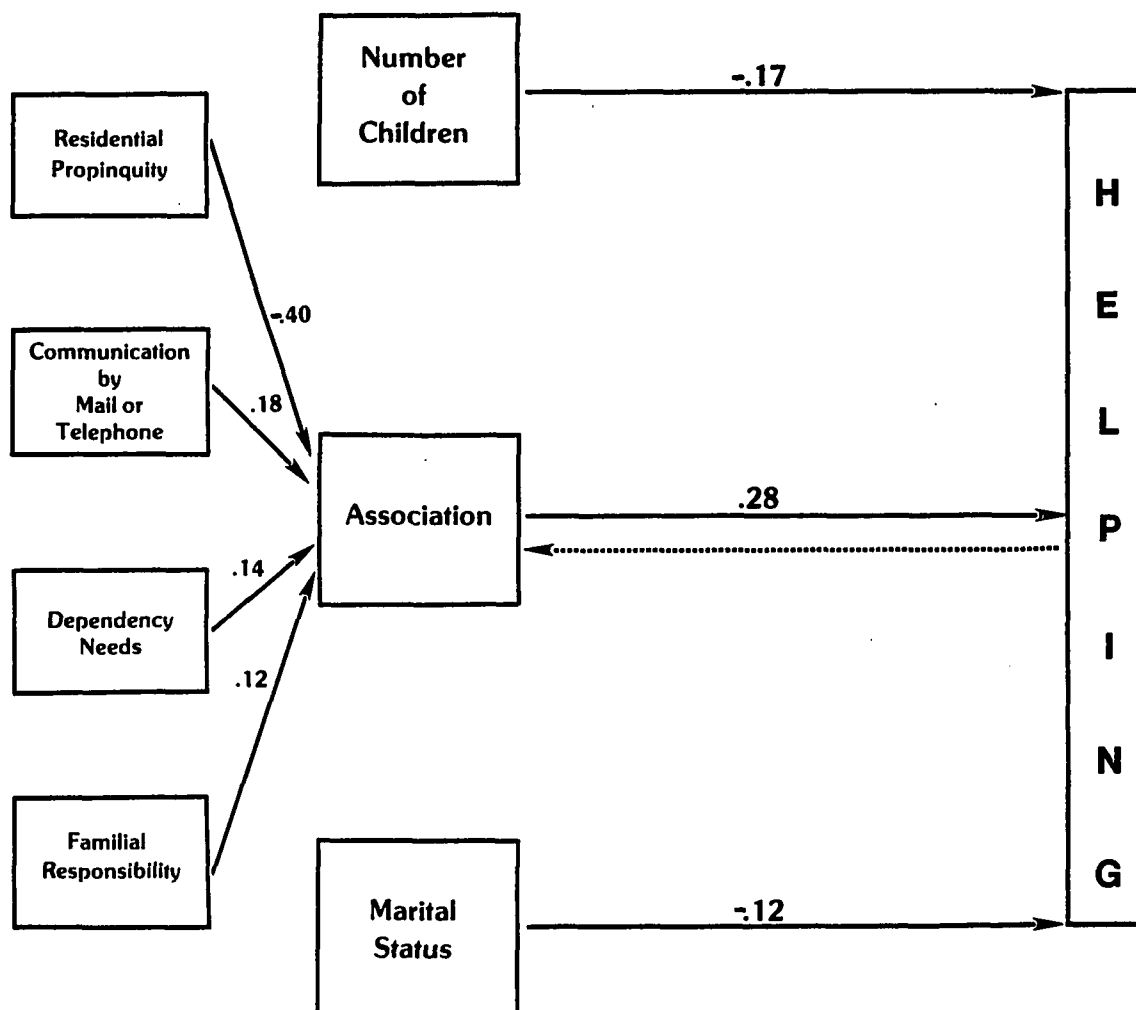 Number
of
Children
-.17
Residential
Propinquity
-.40
Communication
by
Mail or
Telephone
.18
Association
.28
.14
Dependency
Needs
.12
Familial
Responsibility
Marital
Status
-.12
H
E
L
P
I
N
G